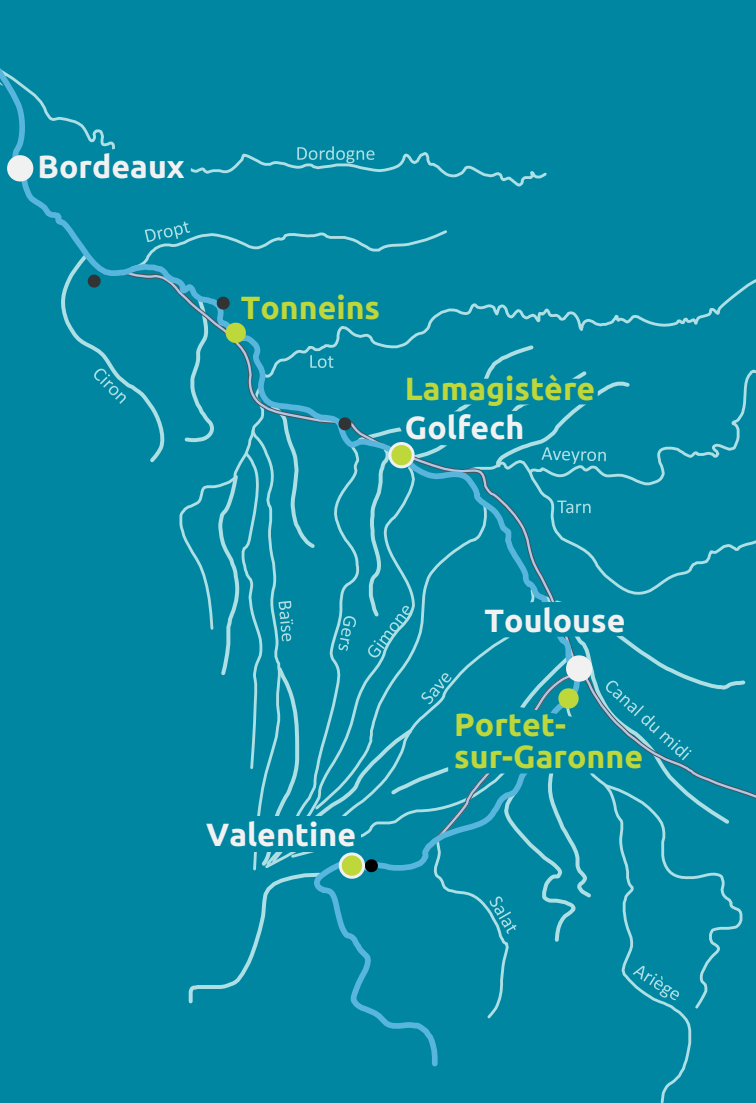 Dordogne
Bordeaux
Dropt
Tonneins
Lot
Ciron
Lamagistère
Golfech
Aveyron
Tarn
Baïse
Gers
Gimone
Toulouse
Save
Canal du midi
Portet-
sur-Garonne
Valentine
Salat
Ariège